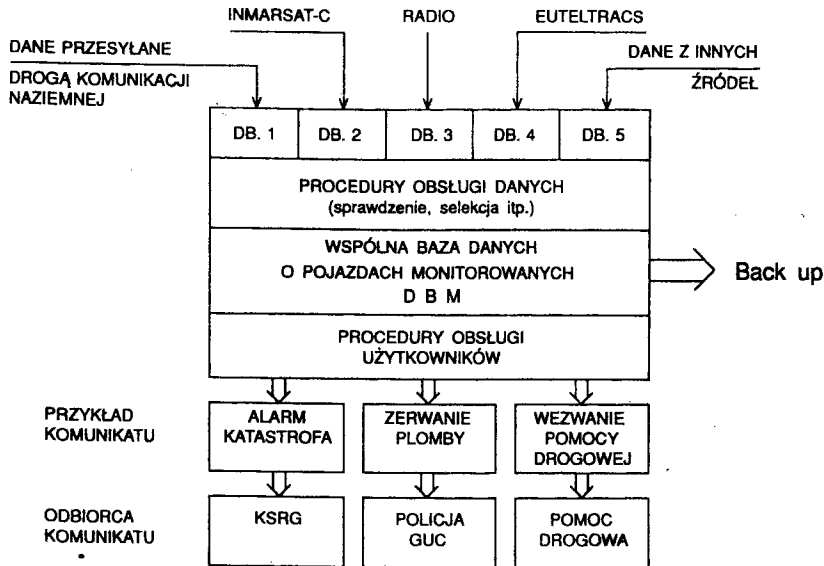 INMARSAT-C
RADIO
EUTELTRACS
DANE PRZESYŁANE
DROGĄ KOMUNIKACJI
NAZIEMNEJ
DANE Z INNYCH
ŹRÓDEŁ
DB. 1
DB. 2
DB. 3
DB. 4
DB. 5
PROCEDURY OBSŁUGI DANYCH
(sprawdzenie, selekcja itp.)
WSPÓLNA BAZA DANYCH
O POJAZDACH MONITOROWANYCH
D B M
Back up
PROCEDURY OBSŁUGI
UŻYTKOWNIKÓW
PRZYKŁAD
KOMUNIKATU
ALARM
KATASTROFA
ZERWANIE
PLOMBY
WEZWANIE
POMOCY
DROGOWEJ
ODBIORCA
KOMUNIKATU
KSRG
POLICJA
GUC
POMOC
DROGOWA